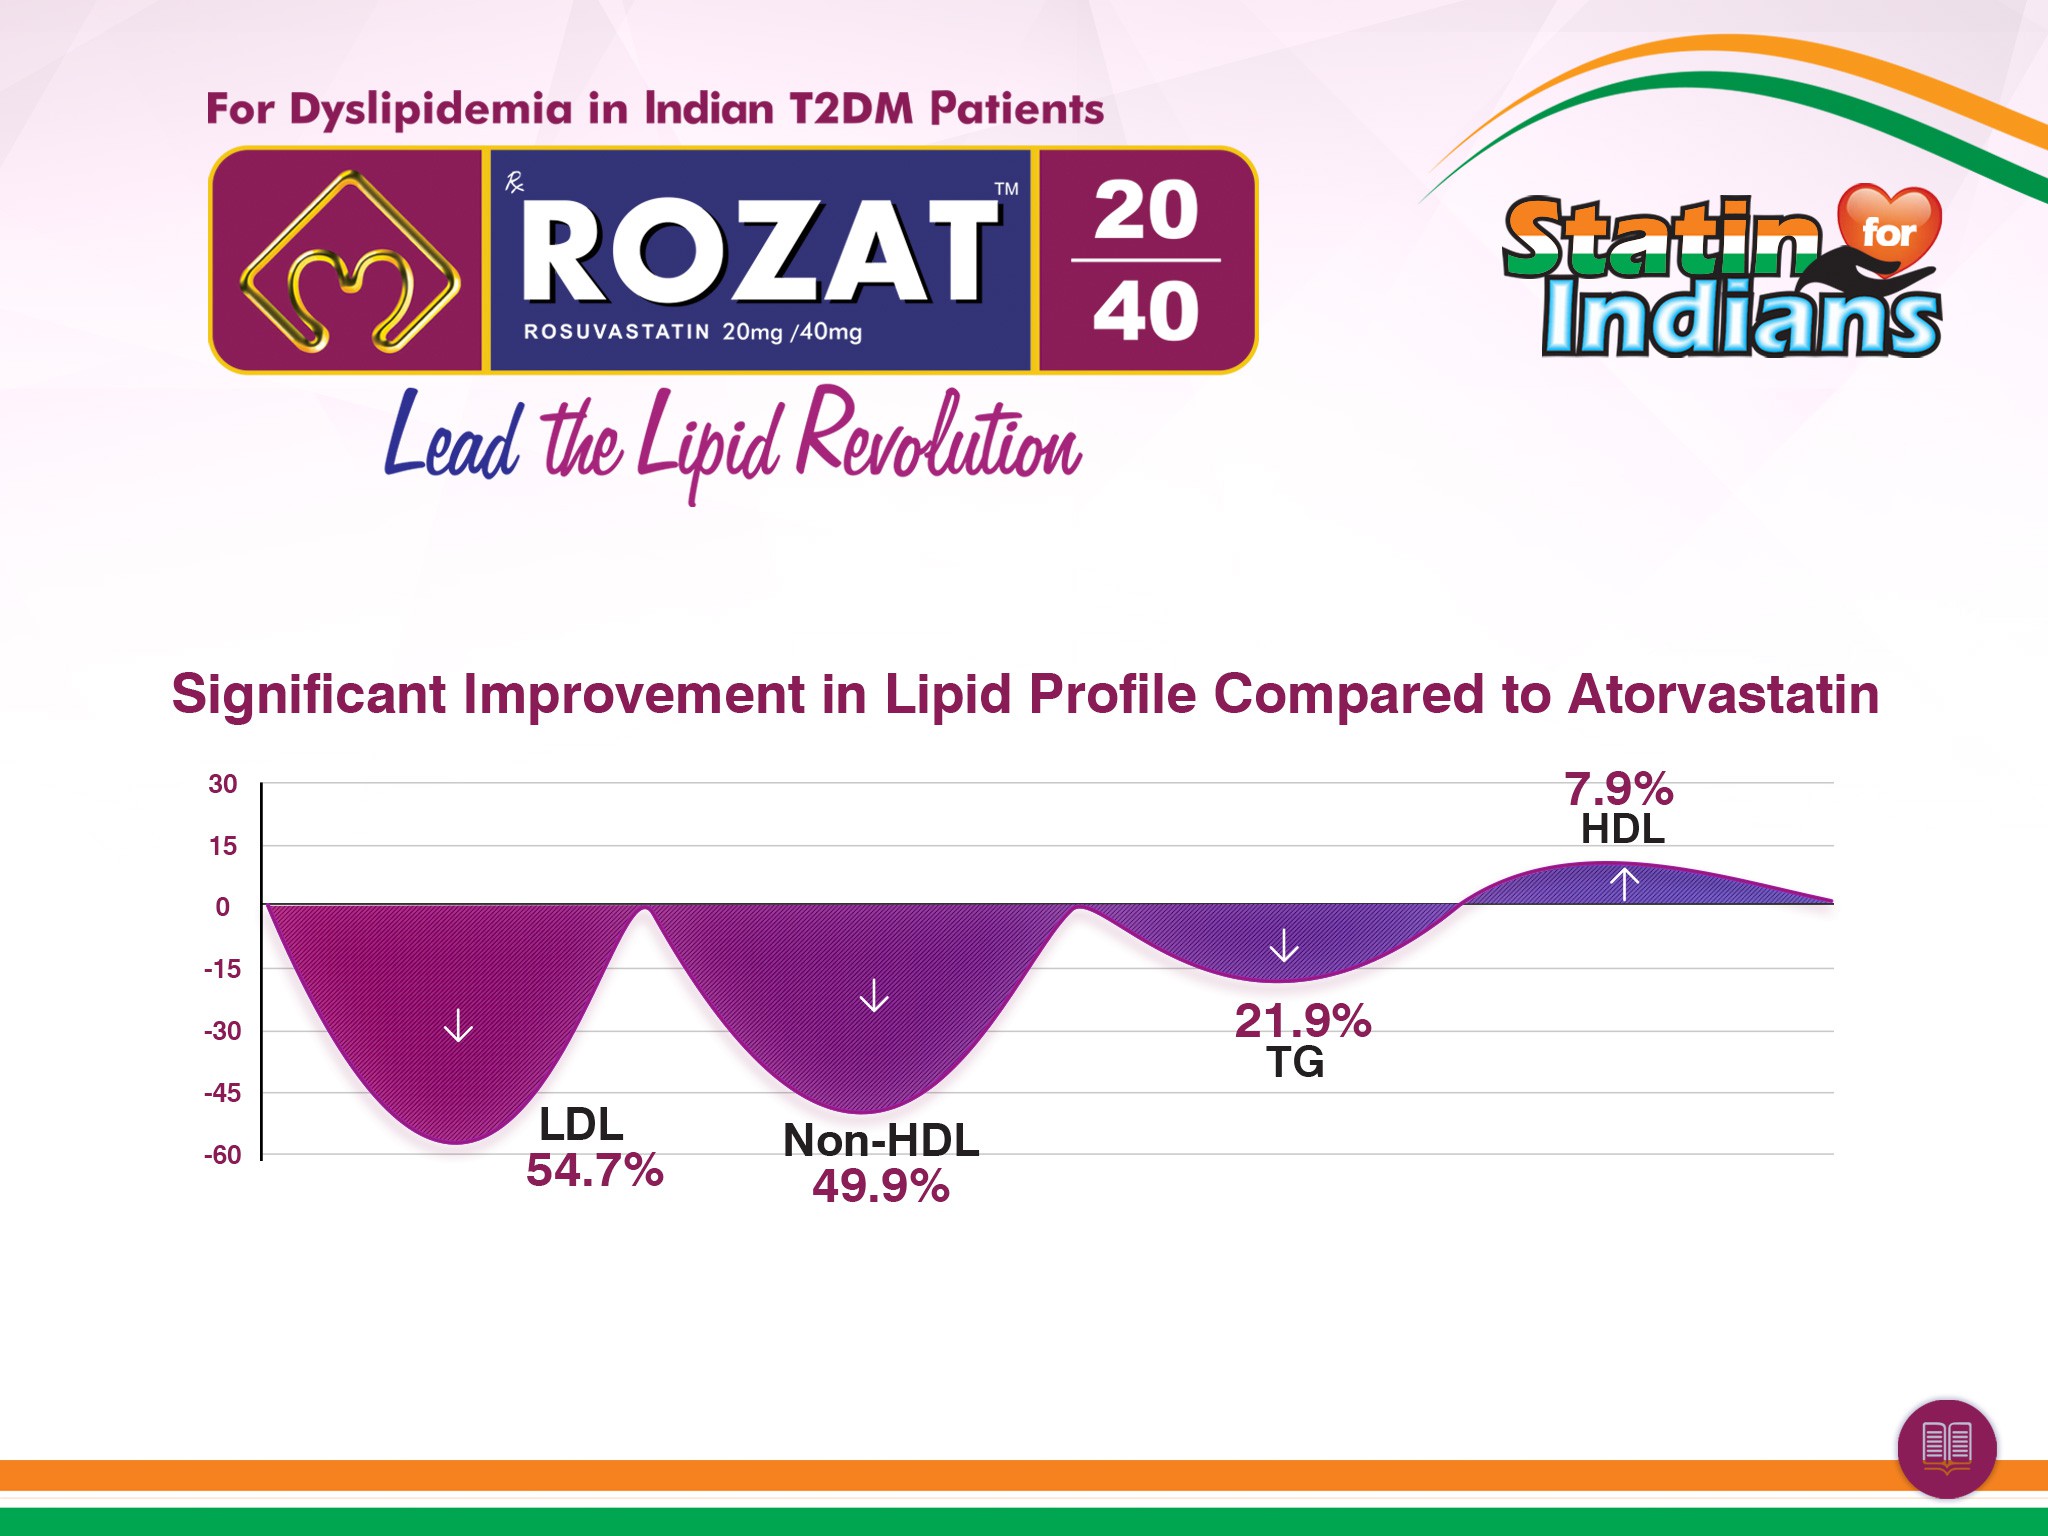 For Dyslipidemia in Indian T2DM Patients
Rx
ROZAT™
ROSUVASTATIN 20mg /40mg
20
40
Lead the Lipid Revolution
Statin for
Indians
Significant Improvement in Lipid Profile Compared to Atorvastatin
30
15
0
-15
-30
-45
-60
LDL
54.7%
Non-HDL
49.9%
21.9%
TG
7.9%
HDL